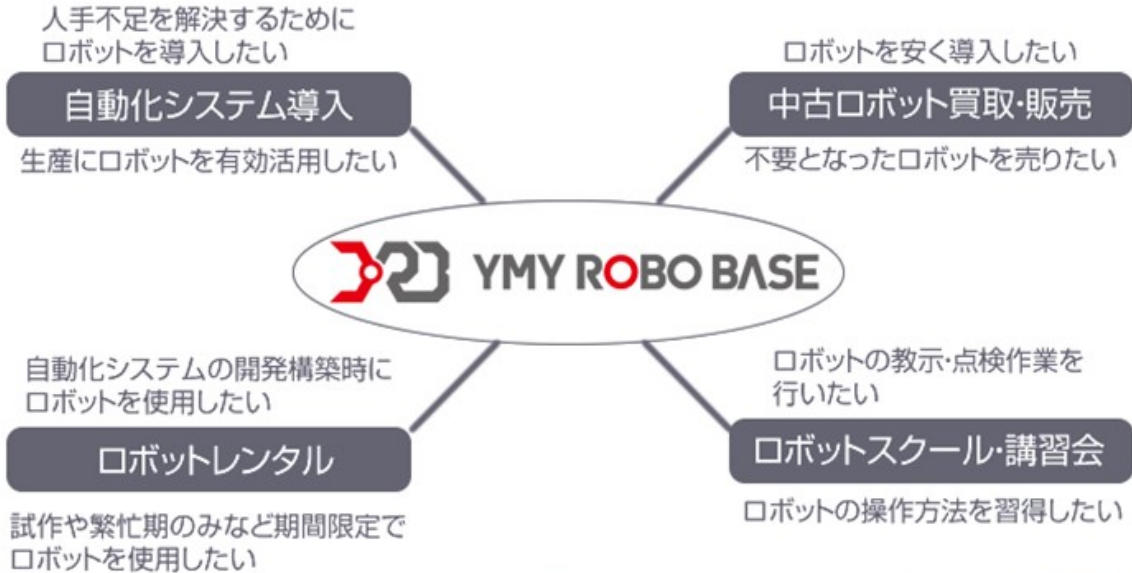 人手不足を解決するために
ロボットを導入したい
自動化システム導入
生産にロボットを有効活用したい
ロボットを安く導入したい
中古ロボット買取・販売
不要となったロボットを売りたい
YMY ROBO BASE
自動化システムの開発構築時に
ロボットを使用したい
ロボットレンタル
試作や繁忙期のみなど期間限定で
ロボットを使用したい
ロボットの教示・点検作業を
行いたい
ロボットスクール・講習会
ロボットの操作方法を習得したい